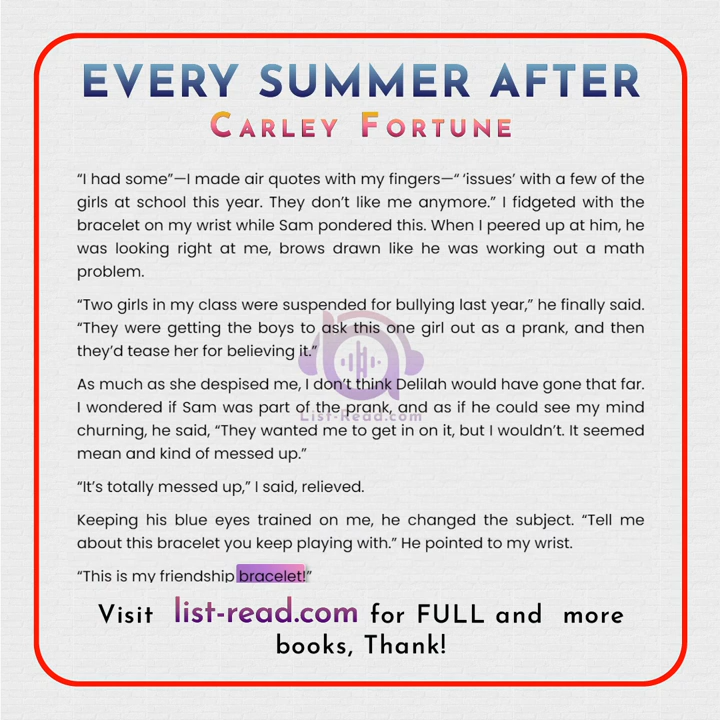 EVERY SUMMER AFTER
CARLEY FORTUNE
“I had some”—I made air quotes with my fingers—“ ‘issues’ with a few of the
girls at school this year. They don’t like me anymore.” I fidgeted with the
bracelet on my wrist while Sam pondered this. When I peered up at him, he
was looking right at me, brows drawn like he was working out a math
problem.
“Two girls in my class were suspended for bullying last year,” he finally said.
“They were getting the boys to ask this one girl out as a prank, and then
they’d tease her for believing it.”
As much as she despised me, I don’t think Delilah would have gone that far.
I wondered if Sam was part of the prank, and as if he could see my mind
List-Read.com
churning, he said, “They wanted me to get in on it, but I wouldn’t. It seemed
mean and kind of messed up.”
“It’s totally messed up,” I said, relieved.
Keeping his blue eyes trained on me, he changed the subject. “Tell me
about this bracelet you keep playing with.” He pointed to my wrist.
“This is my friendship bracelet!”
Visit list-read.com for FULL and more
books, Thank!